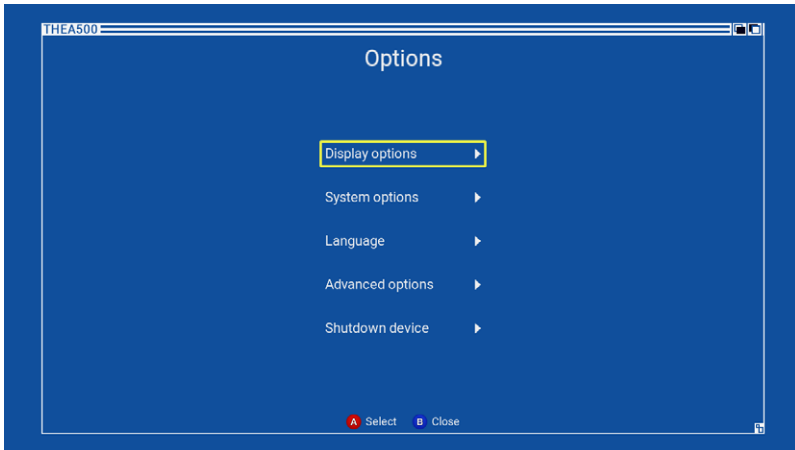 THEA500
Options
Display options
System options
Language
Advanced options
Shutdown device
A Select B Close